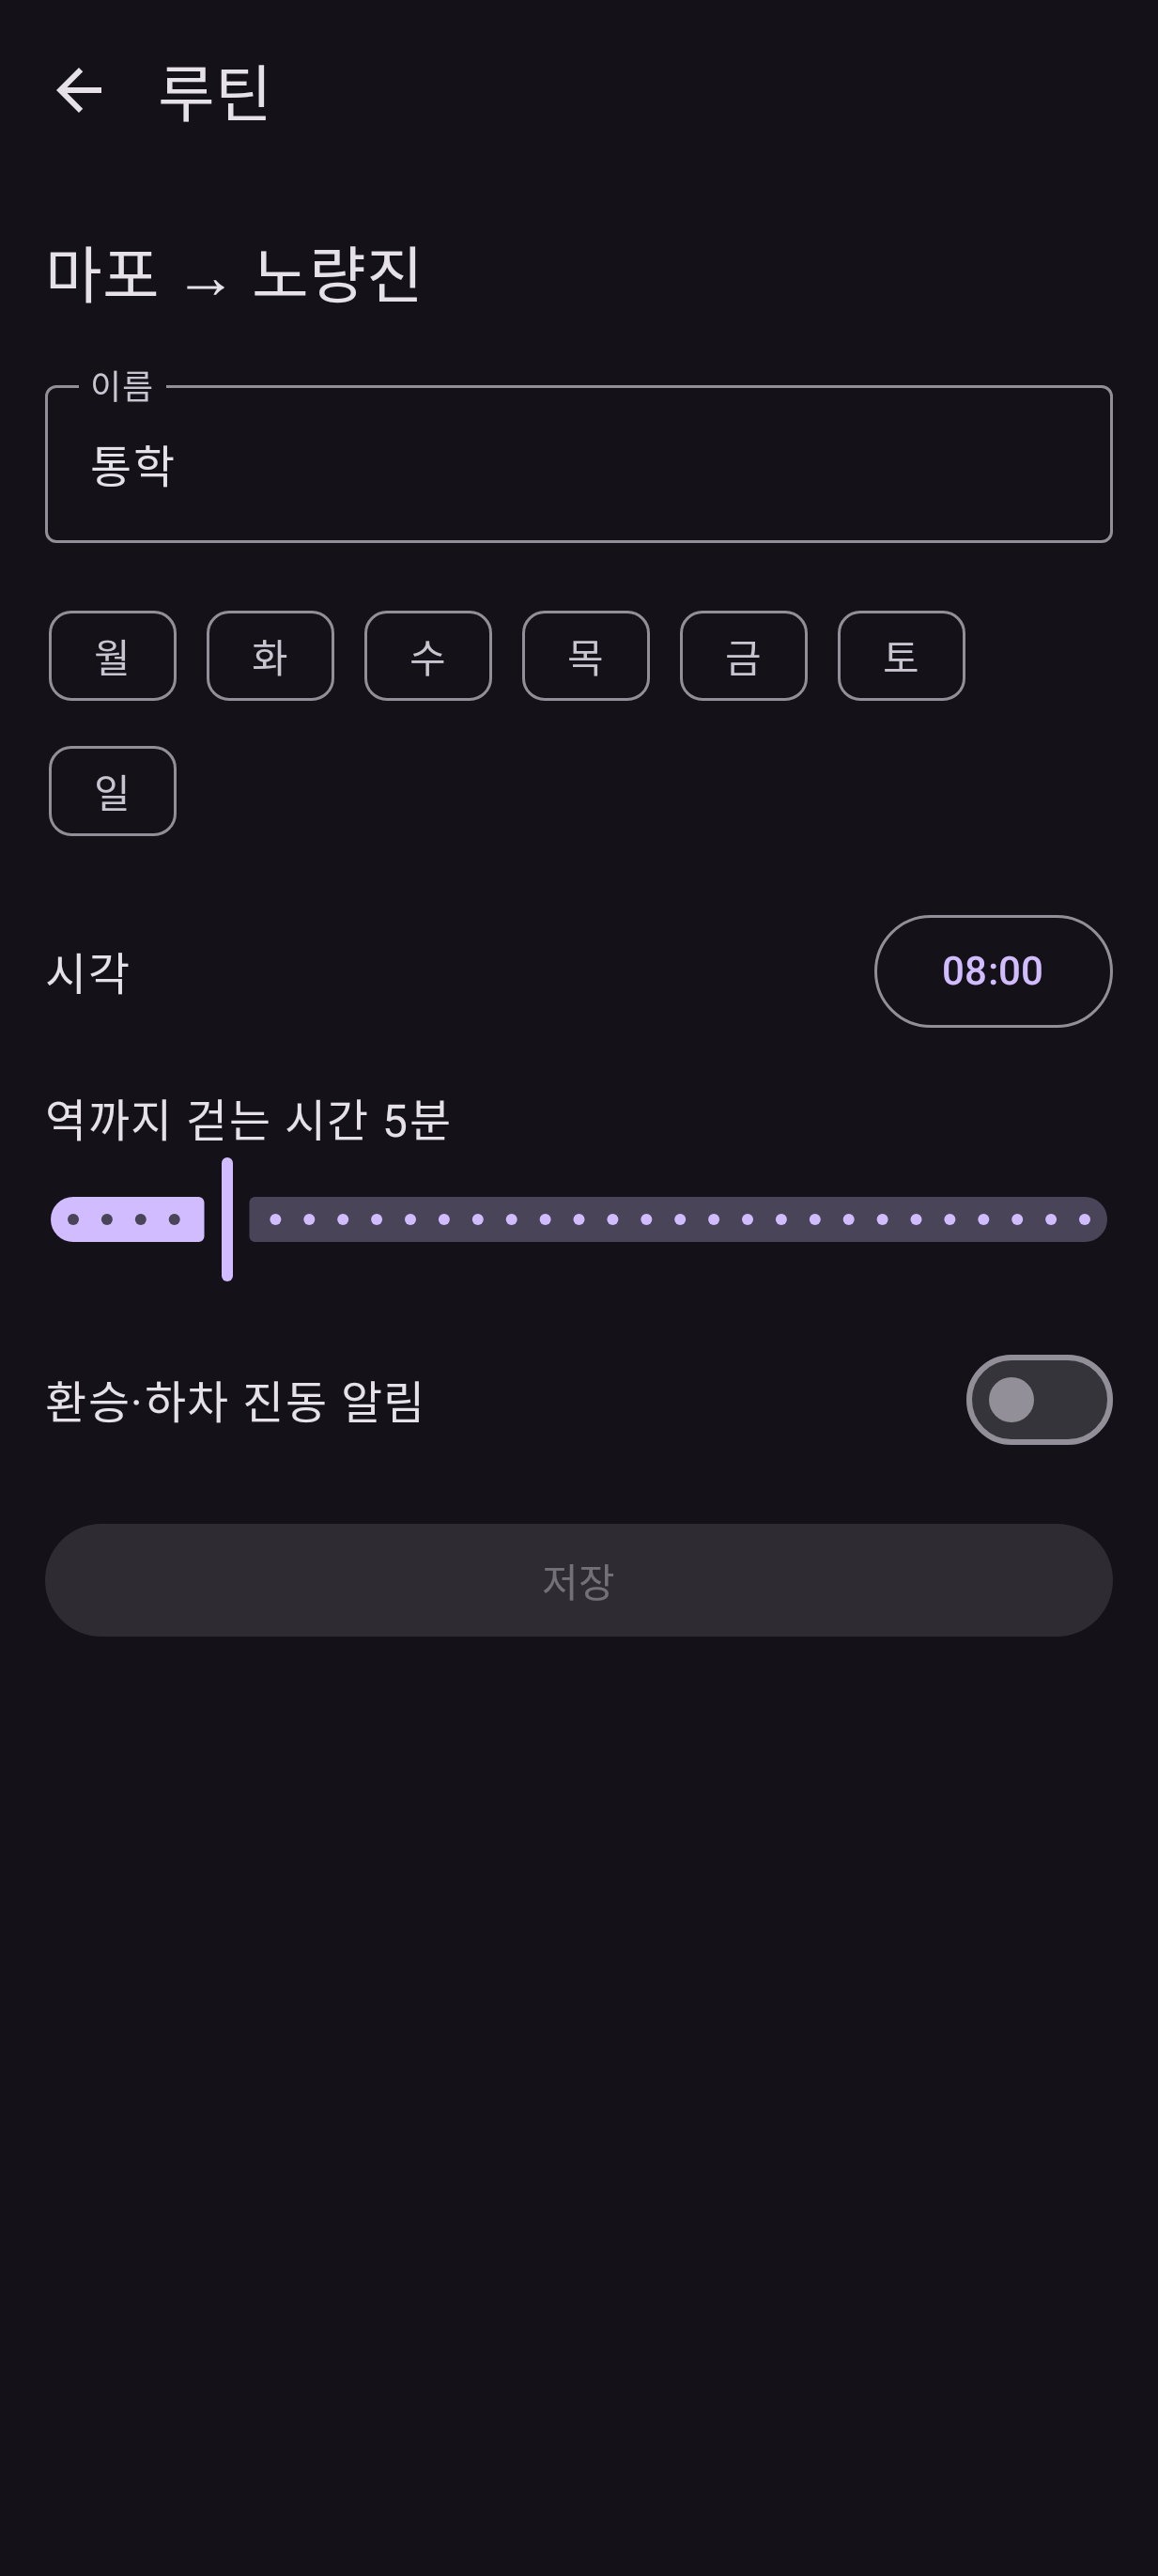 루틴
마포 → 노량진
이름
통학
월 화 수 목 금 토
일
시각 08:00
역까지 걷는 시간 5분
환승·하차 진동 알림
저장